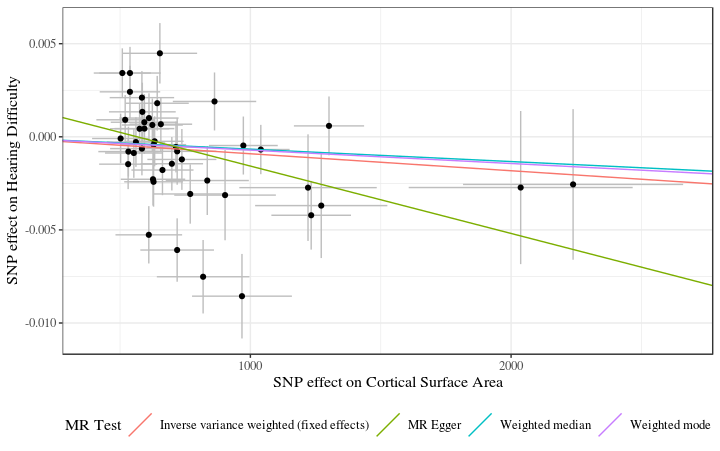 0.005
0.000
-0.005
-0.010
SNP effect on Hearing Difficulty
1000
2000
SNP effect on Cortical Surface Area
MR Test
Inverse variance weighted (fixed effects)
MR Egger
Weighted median
Weighted mode